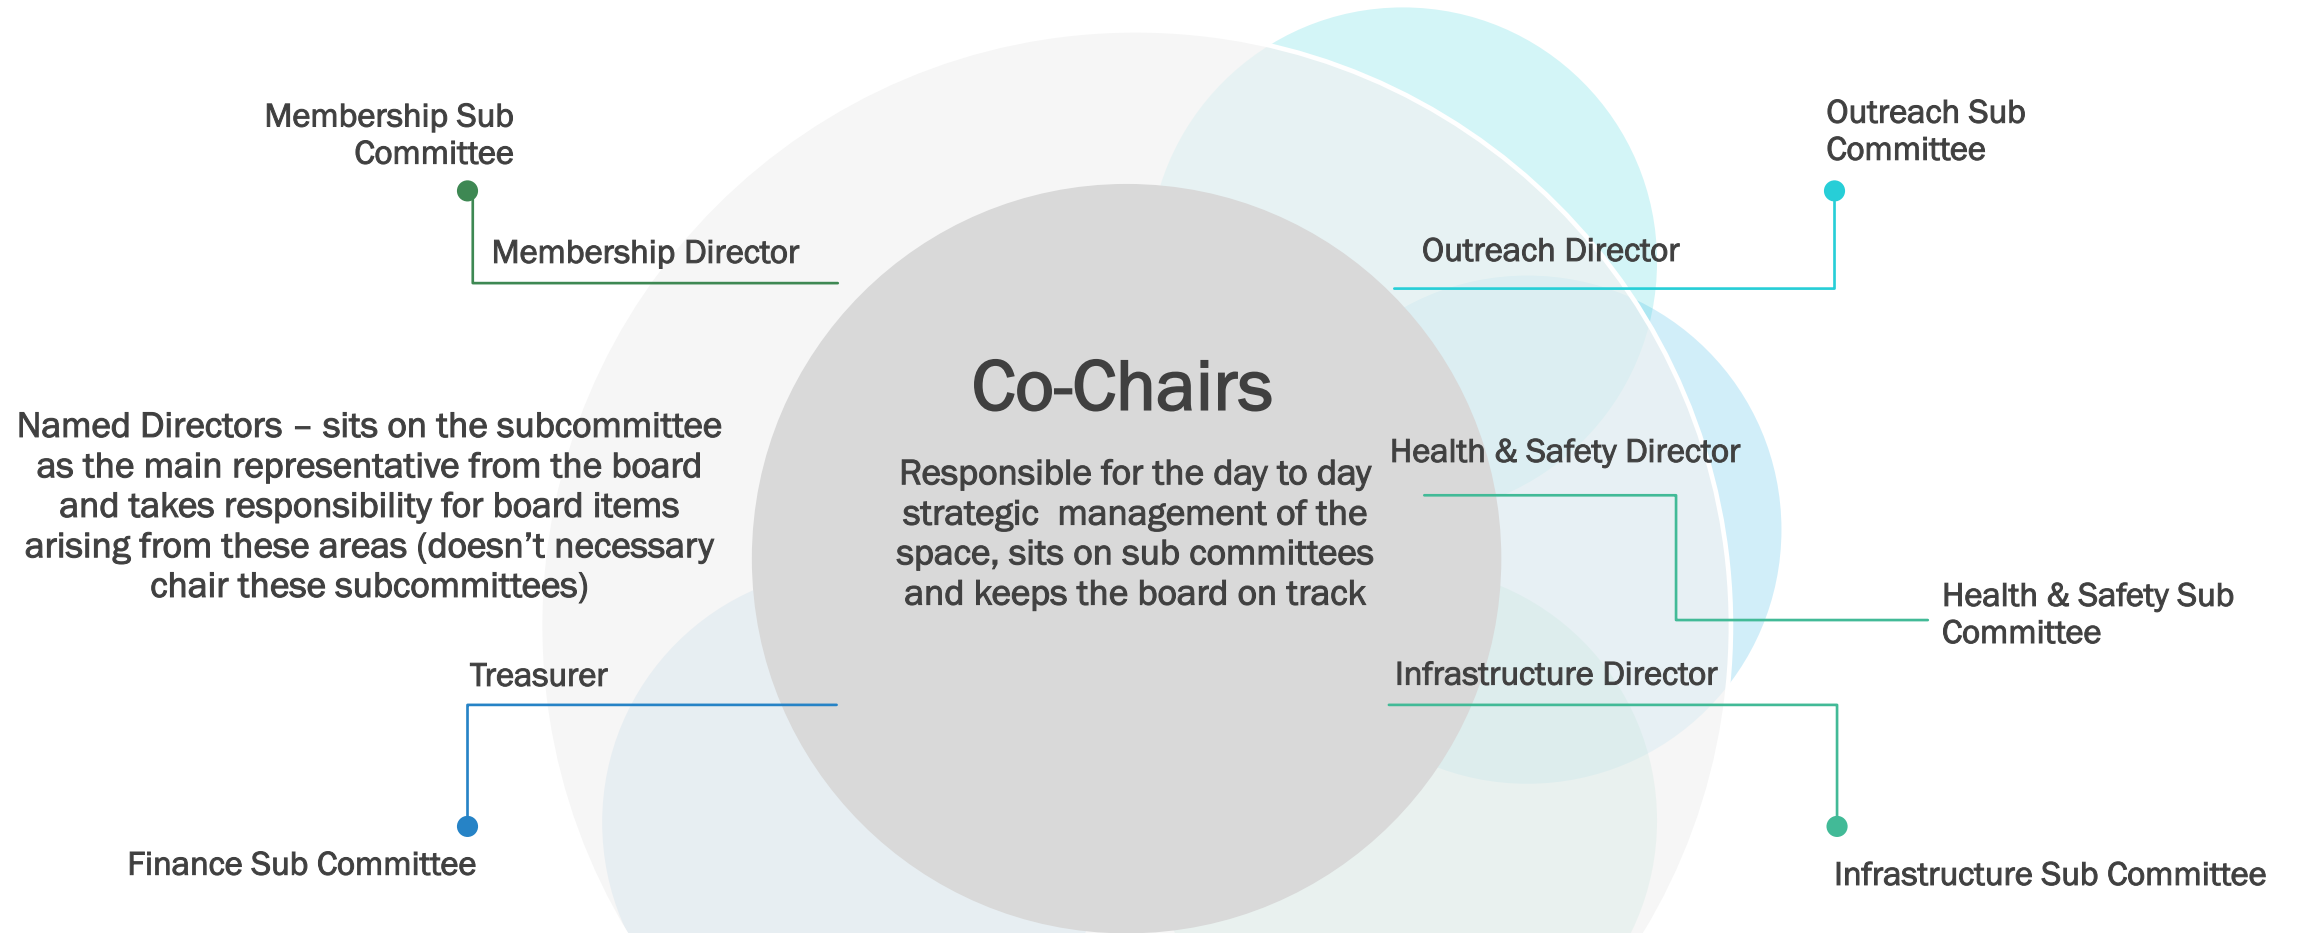 Membership Sub
Committee
Membership Director
Outreach Sub
Committee
Outreach Director
Co-Chairs
Responsible for the day to day
strategic  management of the
space, sits on sub committees
and keeps the board on track
Named Directors – sits on the subcommittee
as the main representative from the board
and takes responsibility for board items
arising from these areas (doesn’t necessary
chair these subcommittees)
Health & Safety Director
Health & Safety Sub
Committee
Treasurer
Finance Sub Committee
Infrastructure Director
Infrastructure Sub Committee